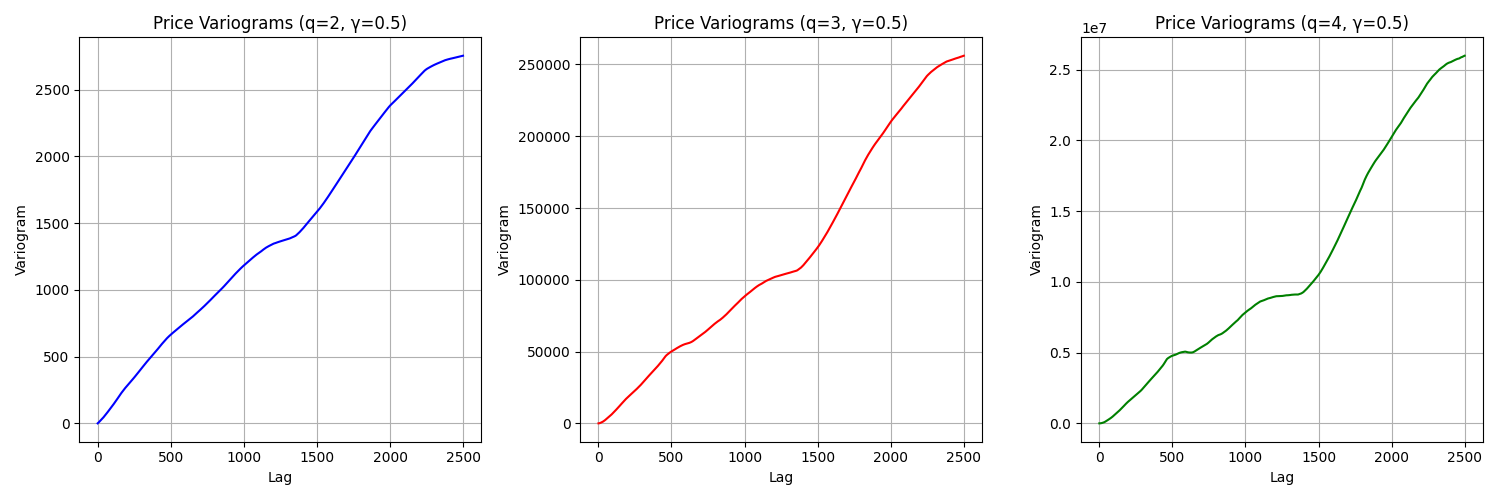 Price Variograms (q=2, γ=0.5)
Variogram
2500
2000
1500
1000
500
0
0 500 1000 1500 2000 2500
Lag
Price Variograms (q=3, γ=0.5)
Variogram
250000
200000
150000
100000
50000
0
0 500 1000 1500 2000 2500
Lag
Price Variograms (q=4, γ=0.5)
1e7
Variogram
2.5
2.0
1.5
1.0
0.5
0.0
0 500 1000 1500 2000 2500
Lag